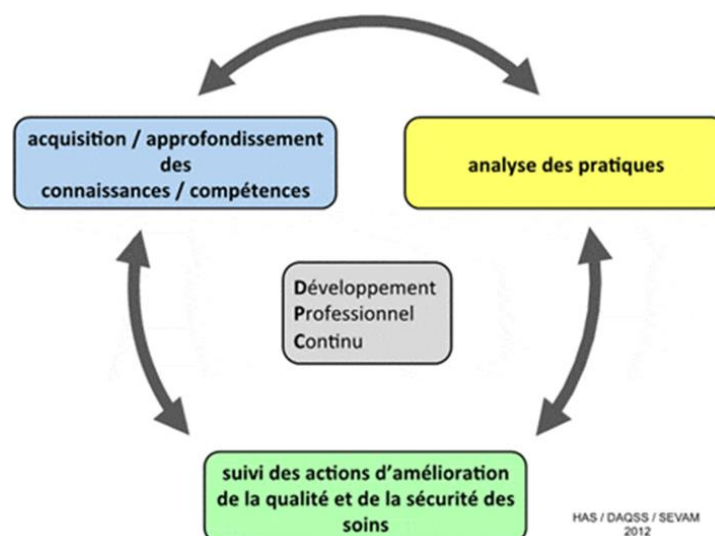 acquisition / approfondissement
des
connaissances / compétences
analyse des pratiques
Développement
Professionnel
Continu
suivi des actions d’amélioration
de la qualité et de la sécurité des
soins
HAS / DAQSS / SEVAM
2012